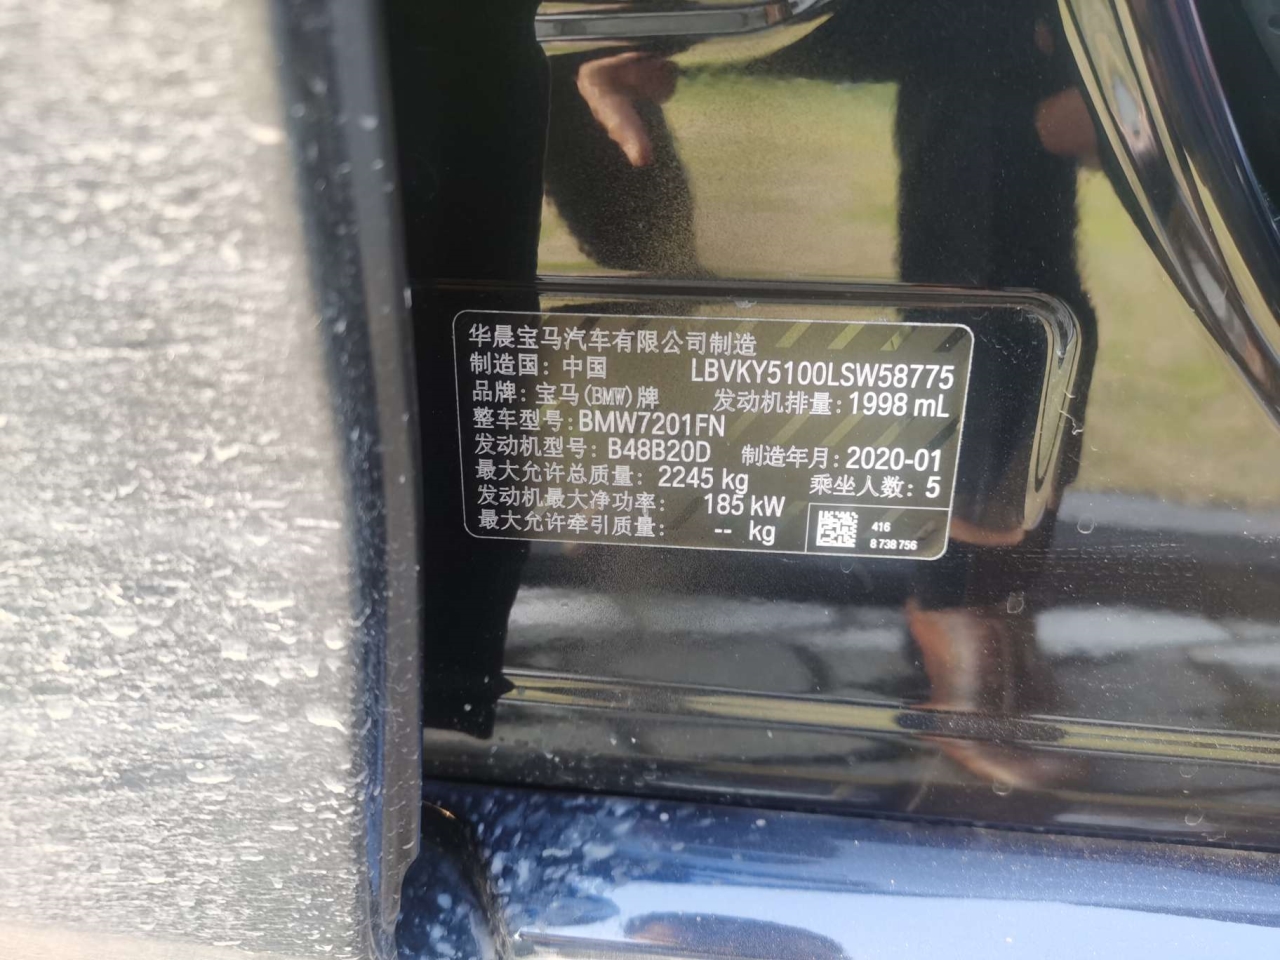 华晨宝马汽车有限公司制造
制造国：中国 LBVKY5100LSW58775
品牌：宝马(BMW)牌 发动机排量：1998 mL
整车型号：BMW7201FN
发动机型号：B48B20D 制造年月：2020-01
最大允许总质量：2245 kg 乘坐人数：5
发动机最大净功率：185 kW
最大允许牵引质量：-- kg
416
8 738 756